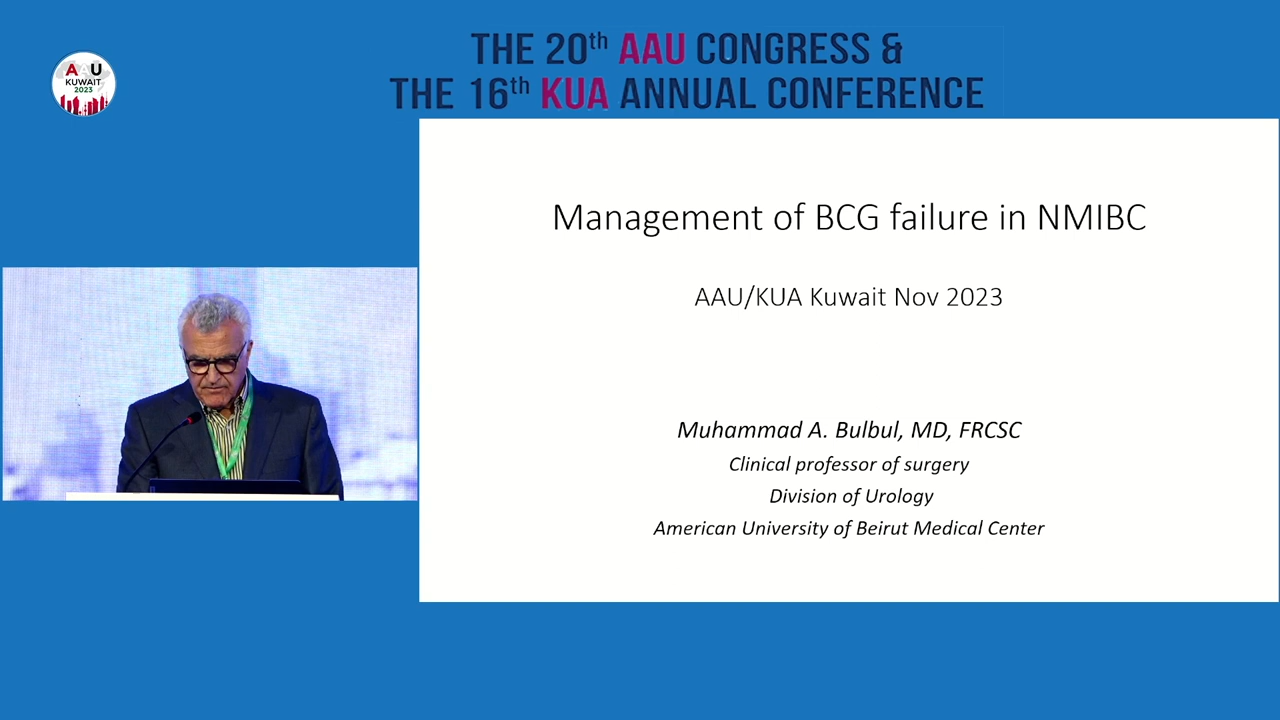 AAU
KUWAIT
2023
THE 20th AAU CONGRESS &
THE 16th KUA ANNUAL CONFERENCE
Management of BCG failure in NMIBC
AAU/KUA Kuwait Nov 2023
Muhammad A. Bulbul, MD, FRCSC
Clinical professor of surgery
Division of Urology
American University of Beirut Medical Center